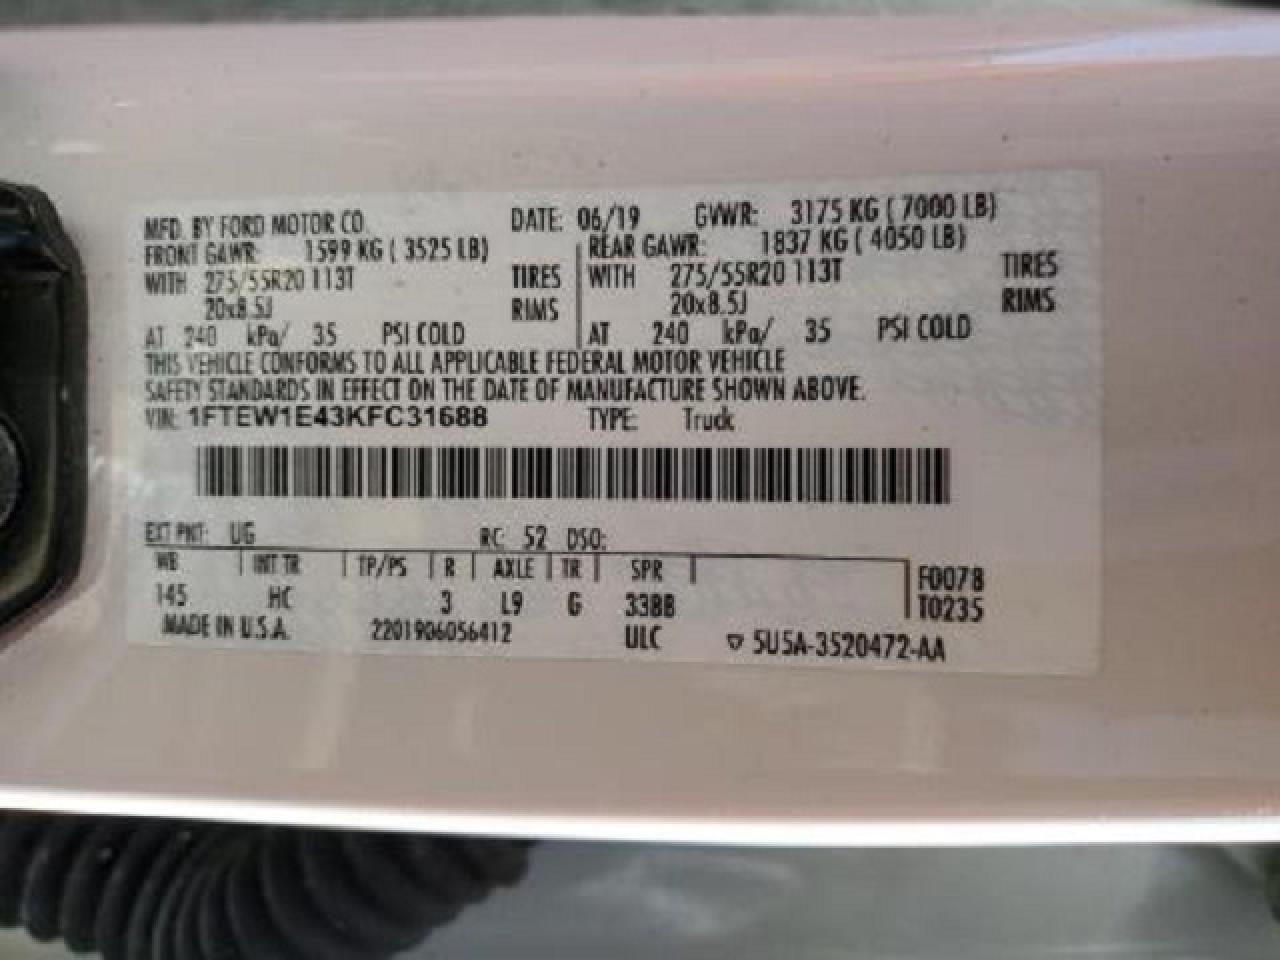 MFD. BY FORD MOTOR CO. DATE: 06/19 GVWR: 3175 KG ( 7000 LB)
FRONT GAWR: 1599 KG ( 3525 LB) REAR GAWR: 1837 KG ( 4050 LB)
WITH 275/55R20 113T TIRES WITH 275/55R20 113T TIRES
20x8.5J RIMS 20x8.5J RIMS
AT 240 kPa/ 35 PSI COLD AT 240 kPa/ 35 PSI COLD
THIS VEHICLE CONFORMS TO ALL APPLICABLE FEDERAL MOTOR VEHICLE
SAFETY STANDARDS IN EFFECT ON THE DATE OF MANUFACTURE SHOWN ABOVE.
VIN: 1FTEW1E43KFC31688 TYPE: Truck
EXT PNT: UG RC: 52 DSO:
WB INT TR TP/PS R AXLE TR SPR F0078
145 HC 3 L9 G 33BB T0235
MADE IN U.S.A. 2201906056412 ULC ▽ 5U5A-3520472-AA